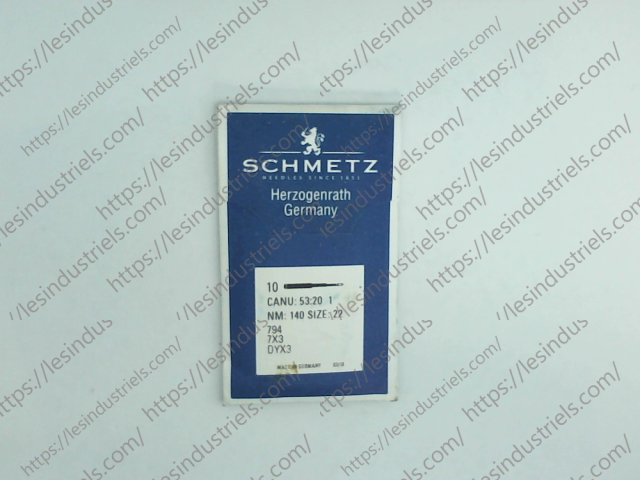 SCHMETZ
NEEDLES SINCE 1851
Herzogenrath
Germany
10
CANU: 53:20 1
NM: 140 SIZE: 22
794
7X3
DYX3
GERMANY
https://lesindustriels.com/